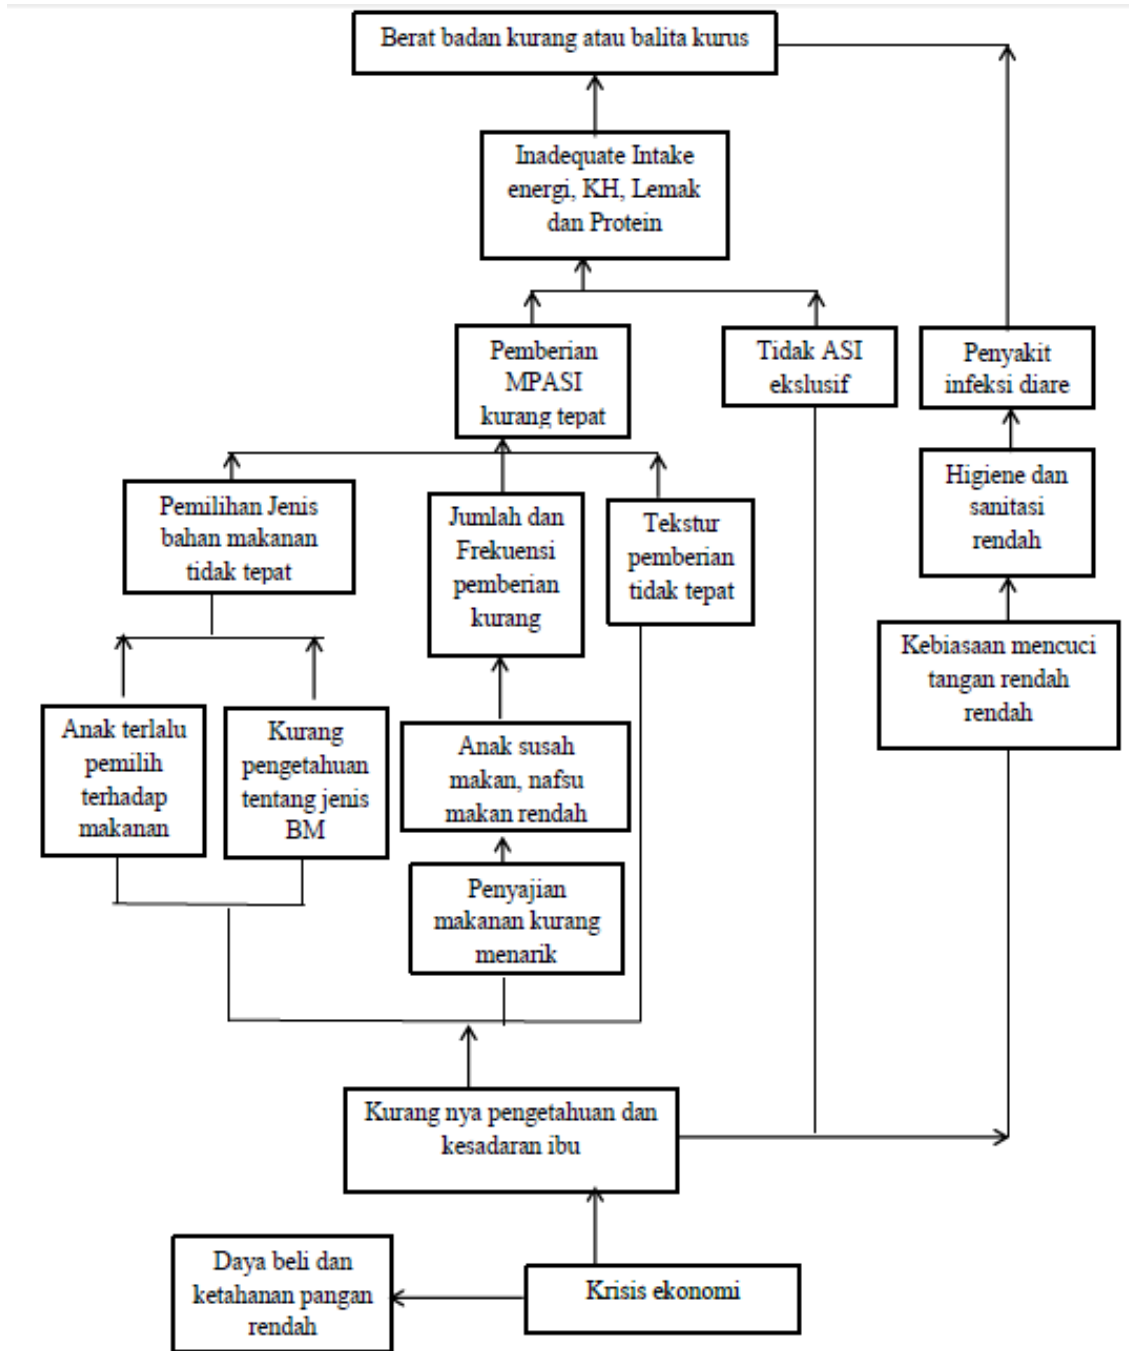 Berat badan kurang atau balita kurus
Inadequate Intake
energi, KH, Lemak
dan Protein
Pemberian
MPASI
kurang tepat
Tidak ASI
ekslusif
Penyakit
infeksi diare
Pemilihan Jenis
bahan makanan
tidak tepat
Jumlah dan
Frekuensi
pemberian
kurang
Tekstur
pemberian
tidak tepat
Higiene dan
sanitasi
rendah
Kebiasaan mencuci
tangan rendah
rendah
Anak terlalu
pemilih
terhadap
makanan
Kurang
pengetahuan
tentang jenis
BM
Anak susah
makan, nafsu
makan rendah
Penyajian
makanan kurang
menarik
Kurang nya pengetahuan dan
kesadaran ibu
Daya beli dan
ketahanan pangan
rendah
Krisis ekonomi